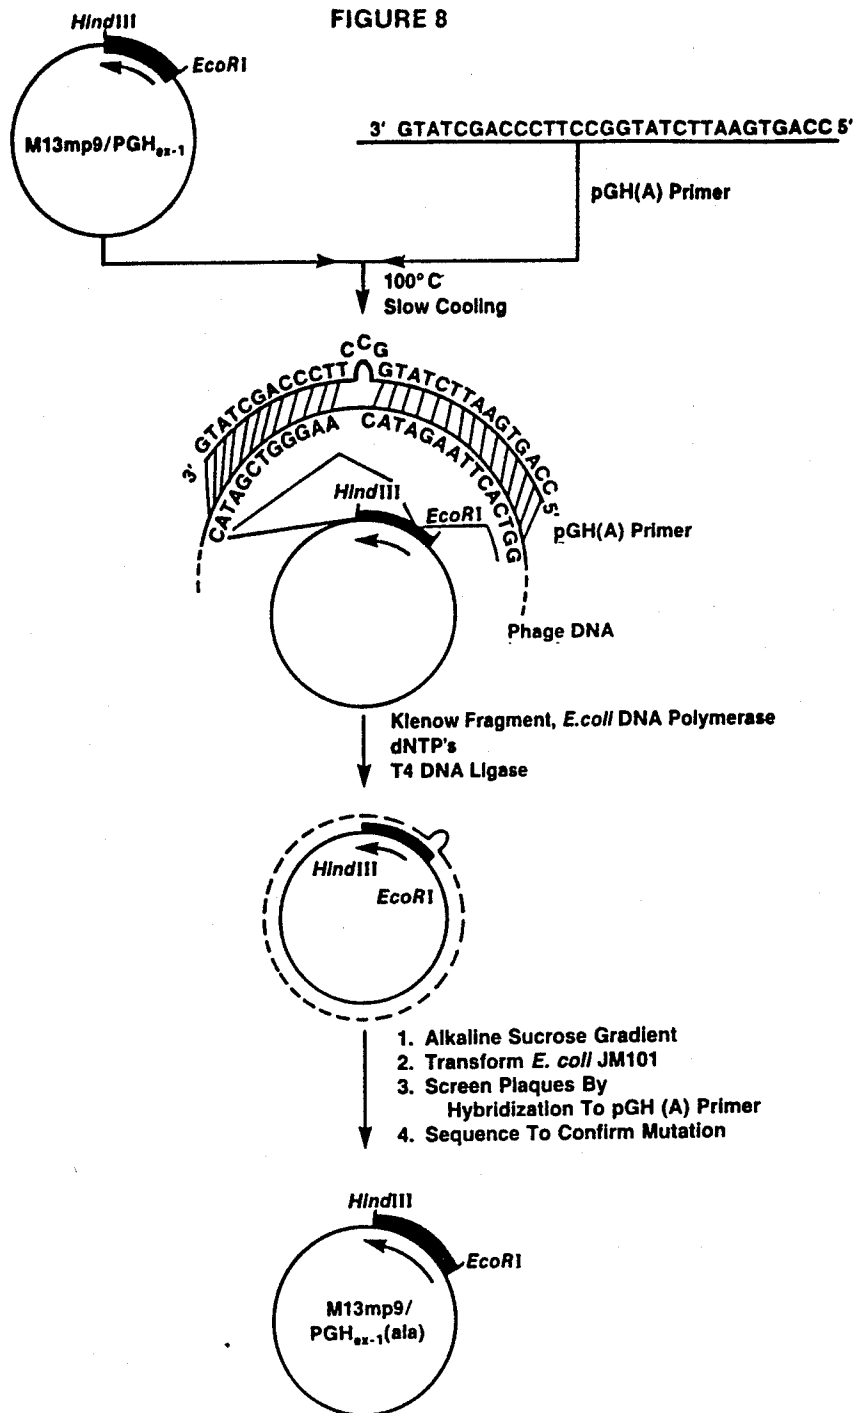 FIGURE 8
HindIII
EcoRI
M13mp9/PGHex-1
3' GTATCGACCCTTCCGGTATCTTAAGTGACC 5'
pGH(A) Primer
100° C
Slow Cooling
CCG
3' GTATCGACCCTT GTATCTTAAGTGACC 5'
CATAGCTGGGAA CATAGAATTCACTGG
pGH(A) Primer
HindIII
EcoRI
Phage DNA
Klenow Fragment, E.coli DNA Polymerase
dNTP's
T4 DNA Ligase
HindIII
EcoRI
1. Alkaline Sucrose Gradient
2. Transform E. coli JM101
3. Screen Plaques By
Hybridization To pGH (A) Primer
4. Sequence To Confirm Mutation
HindIII
EcoRI
M13mp9/
PGHex-1(ala)